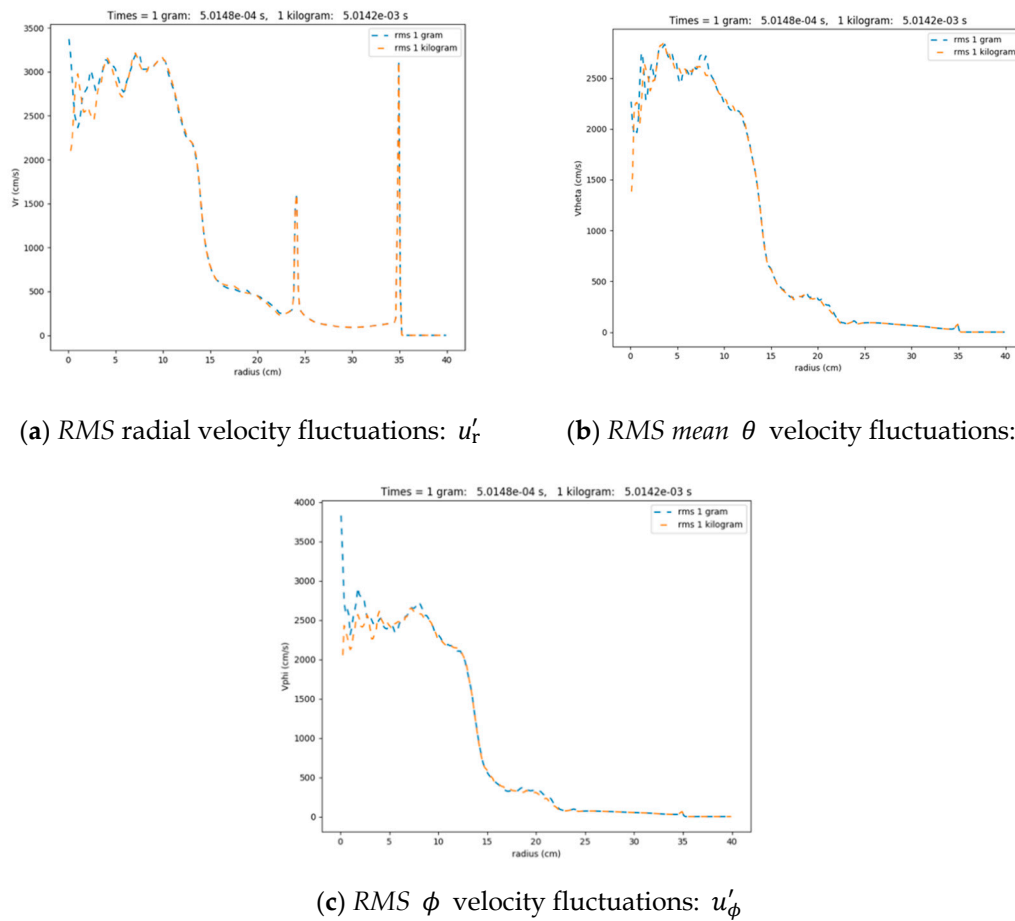 Times = 1 gram: 5.0148e-04 s, 1 kilogram: 5.0142e-03 s
rms 1 gram
rms 1 kilogram
3500
3000
2500
2000
1500
1000
500
0
Vr (cm/s)
0 5 10 15 20 25 30 35 40
radius (cm)
Times = 1 gram: 5.0148e-04 s, 1 kilogram: 5.0142e-03 s
rms 1 gram
rms 1 kilogram
2500
2000
1500
1000
500
0
Vtheta (cm/s)
0 5 10 15 20 25 30 35 40
radius (cm)
(a) RMS radial velocity fluctuations: u′r
(b) RMS mean θ velocity fluctuations:
Times = 1 gram: 5.0148e-04 s, 1 kilogram: 5.0142e-03 s
rms 1 gram
rms 1 kilogram
4000
3500
3000
2500
2000
1500
1000
500
0
Vphi (cm/s)
0 5 10 15 20 25 30 35 40
radius (cm)
(c) RMS ϕ velocity fluctuations: u′ϕ